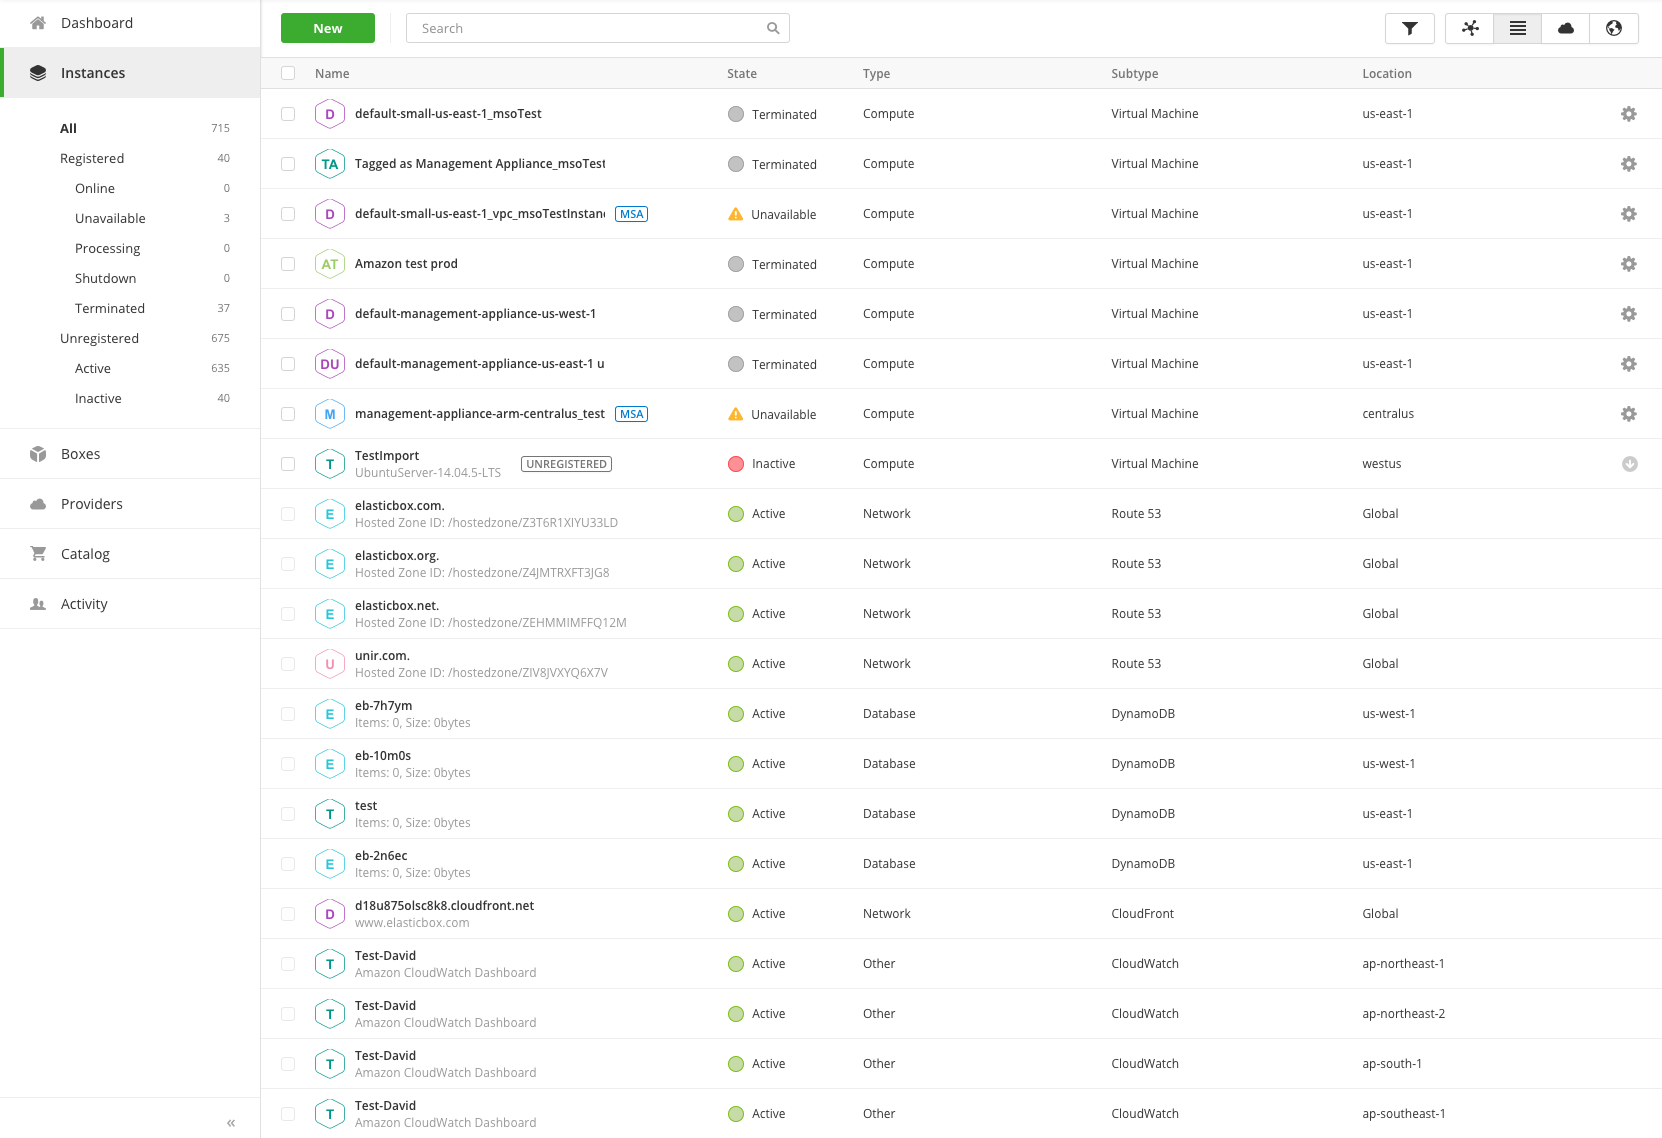 Dashboard
Instances
All 715
Registered 40
Online 0
Unavailable 3
Processing 0
Shutdown 0
Terminated 37
Unregistered 675
Active 635
Inactive 40
Boxes
Providers
Catalog
Activity
«
New Search
Name State Type Subtype Location
D default-small-us-east-1_msoTest Terminated Compute Virtual Machine us-east-1
TA Tagged as Management Appliance_msoTest Terminated Compute Virtual Machine us-east-1
D default-small-us-east-1_vpc_msoTestInstan MSA Unavailable Compute Virtual Machine us-east-1
AT Amazon test prod Terminated Compute Virtual Machine us-east-1
D default-management-appliance-us-west-1 Terminated Compute Virtual Machine us-east-1
DU default-management-appliance-us-east-1 u Terminated Compute Virtual Machine us-east-1
M management-appliance-arm-centralus_test MSA Unavailable Compute Virtual Machine centralus
T TestImport UNREGISTERED Inactive Compute Virtual Machine westus
UbuntuServer-14.04.5-LTS
E elasticbox.com. Active Network Route 53 Global
Hosted Zone ID: /hostedzone/Z3T6R1XIYU33LD
E elasticbox.org. Active Network Route 53 Global
Hosted Zone ID: /hostedzone/Z4JMTRXFT3JG8
E elasticbox.net. Active Network Route 53 Global
Hosted Zone ID: /hostedzone/ZEHMMIMFFQ12M
U unir.com. Active Network Route 53 Global
Hosted Zone ID: /hostedzone/ZIV8JVXYQ6X7V
E eb-7h7ym Active Database DynamoDB us-west-1
Items: 0, Size: 0bytes
E eb-10m0s Active Database DynamoDB us-west-1
Items: 0, Size: 0bytes
T test Active Database DynamoDB us-east-1
Items: 0, Size: 0bytes
E eb-2n6ec Active Database DynamoDB us-east-1
Items: 0, Size: 0bytes
D d18u875olsc8k8.cloudfront.net Active Network CloudFront Global
www.elasticbox.com
T Test-David Active Other CloudWatch ap-northeast-1
Amazon CloudWatch Dashboard
T Test-David Active Other CloudWatch ap-northeast-2
Amazon CloudWatch Dashboard
T Test-David Active Other CloudWatch ap-south-1
Amazon CloudWatch Dashboard
T Test-David Active Other CloudWatch ap-southeast-1
Amazon CloudWatch Dashboard